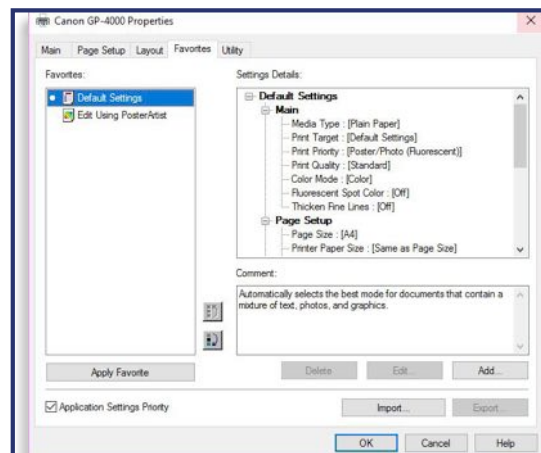 Canon GP-4000 Properties
Main Page Setup Layout Favorites Utility
Favorites:
Default Settings
Edit Using PosterArtist
Settings Details:
Default Settings
Main
Media Type : [Plain Paper]
Print Target : [Default Settings]
Print Priority : [Poster/Photo (Fluorescent)]
Print Quality : [Standard]
Color Mode : [Color]
Fluorescent Spot Color : [Off]
Thicken Fine Lines : [Off]
Page Setup
Page Size : [A4]
Printer Paper Size : [Same as Page Size]
Comment:
Automatically selects the best mode for documents that contain a
mixture of text, photos, and graphics.
Apply Favorite
Delete Edit... Add...
Application Settings Priority
Import... Export...
OK Cancel Help